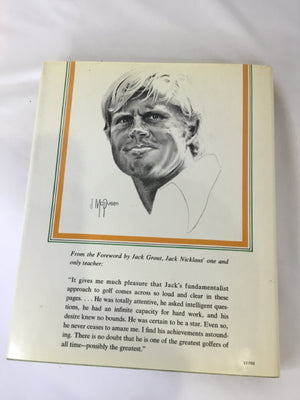 J McQueen
From the Foreword by Jack Grout, Jack Nicklaus' one and
only teacher:
"It gives me much pleasure that Jack's fundamentalist
approach to golf comes across so loud and clear in these
pages. . . . He was totally attentive, he asked intelligent ques-
tions, he had an infinite capacity for hard work, and his
desire knew no bounds. He was certain to be a star. Even so,
he never ceases to amaze me. I find his achievements astound-
ing. There is no doubt that he is one of the greatest golfers of
all time—possibly the greatest."